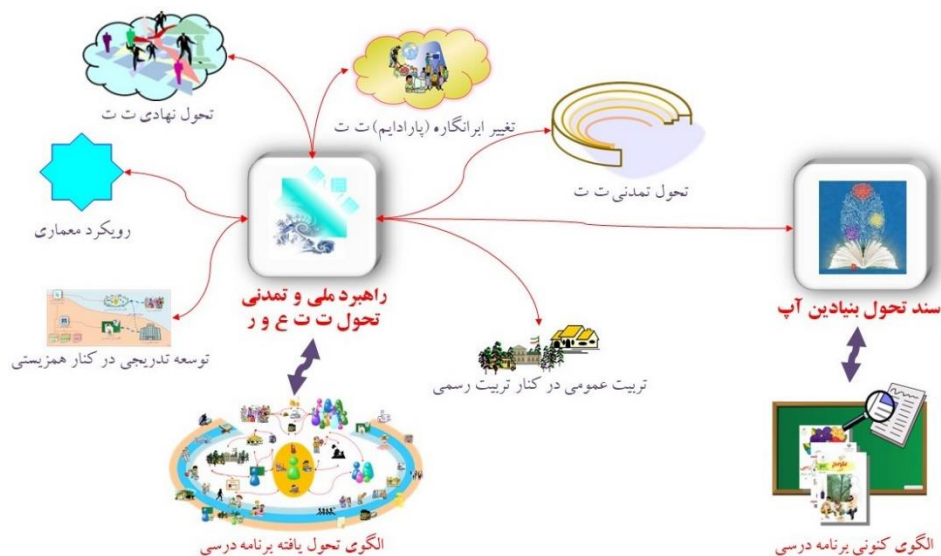 تحول نهادی ت ت
تغییر ابرانگاره (پارادایم) ت ت
تحول تمدنی ت ت
رویکرد معماری
راهبرد ملی و تمدنی
تحول ت ت ع و ر
سند تحول بنیادین آپ
توسعه تدریجی در کنار همزیستی
تربیت عمومی در کنار تربیت رسمی
الگوی تحول یافته برنامه درسی
الگوی کنونی برنامه درسی